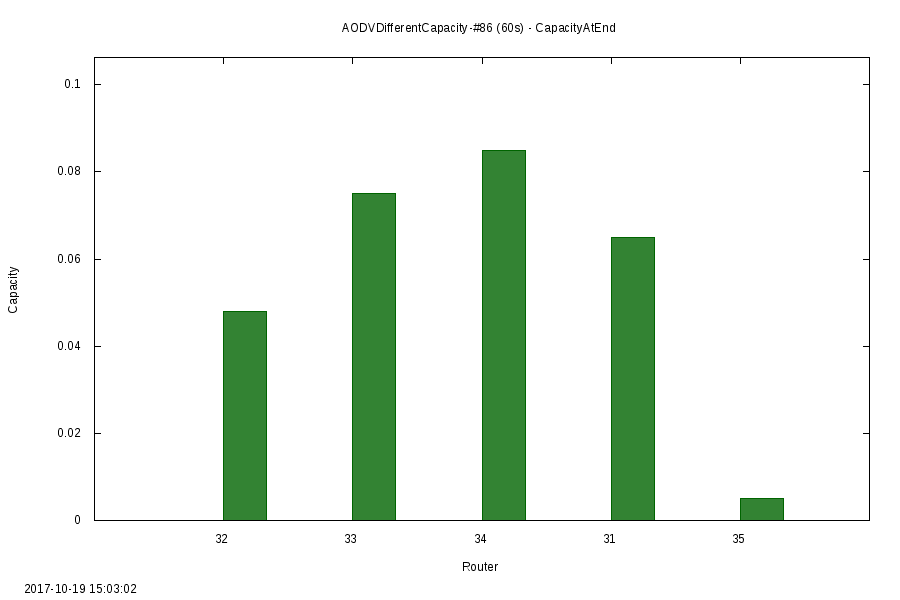 AODVDifferentCapacity-#86 (60s) - CapacityAtEnd
0.1
0.08
0.06
0.04
0.02
0
Capacity
32 33 34 31 35
Router
2017-10-19 15:03:02